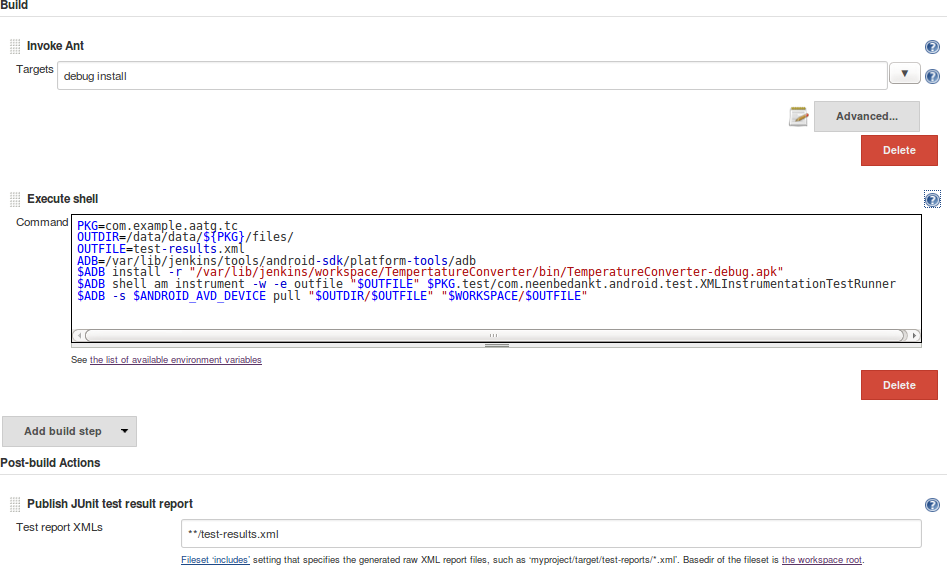 Build
Invoke Ant
Targets
debug install
Advanced...
Delete
Execute shell
Command
PKG=com.example.aatg.tc
OUTDIR=/data/data/${PKG}/files/
OUTFILE=test-results.xml
ADB=/var/lib/jenkins/tools/android-sdk/platform-tools/adb
$ADB install -r "/var/lib/jenkins/workspace/TempertatureConverter/bin/TemperatureConverter-debug.apk"
$ADB shell am instrument -w -e outfile "$OUTFILE" $PKG.test/com.neenbedankt.android.test.XMLInstrumentationTestRunner
$ADB -s $ANDROID_AVD_DEVICE pull "$OUTDIR/$OUTFILE" "$WORKSPACE/$OUTFILE"
See the list of available environment variables
Delete
Add build step
Post-build Actions
Publish JUnit test result report
Test report XMLs
**/test-results.xml
Fileset ‘includes’ setting that specifies the generated raw XML report files, such as ‘myproject/target/test-reports/*.xml’. Basedir of the fileset is the workspace root.